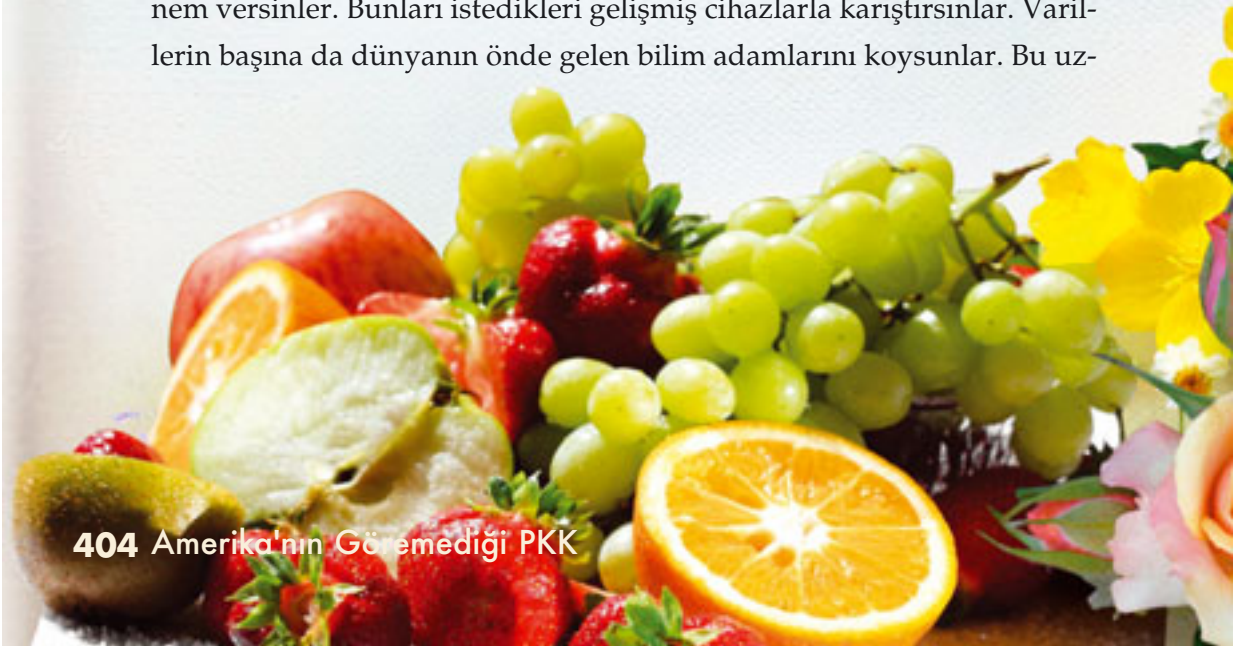 nem versinler. Bunları istedikleri gelişmiş cihazlarla karıştırsınlar. Varil-
lerin başına da dünyanın önde gelen bilim adamlarını koysunlar. Bu uz-
404 Amerika'nın Göremediği PKK